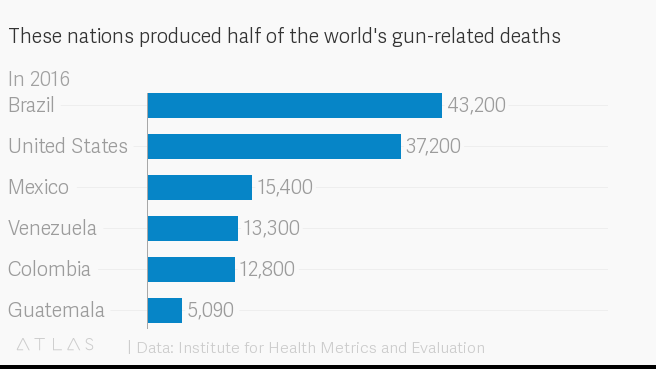 These nations produced half of the world's gun-related deaths
In 2016
Brazil 43,200
United States 37,200
Mexico 15,400
Venezuela 13,300
Colombia 12,800
Guatemala 5,090
ATLAS | Data: Institute for Health Metrics and Evaluation